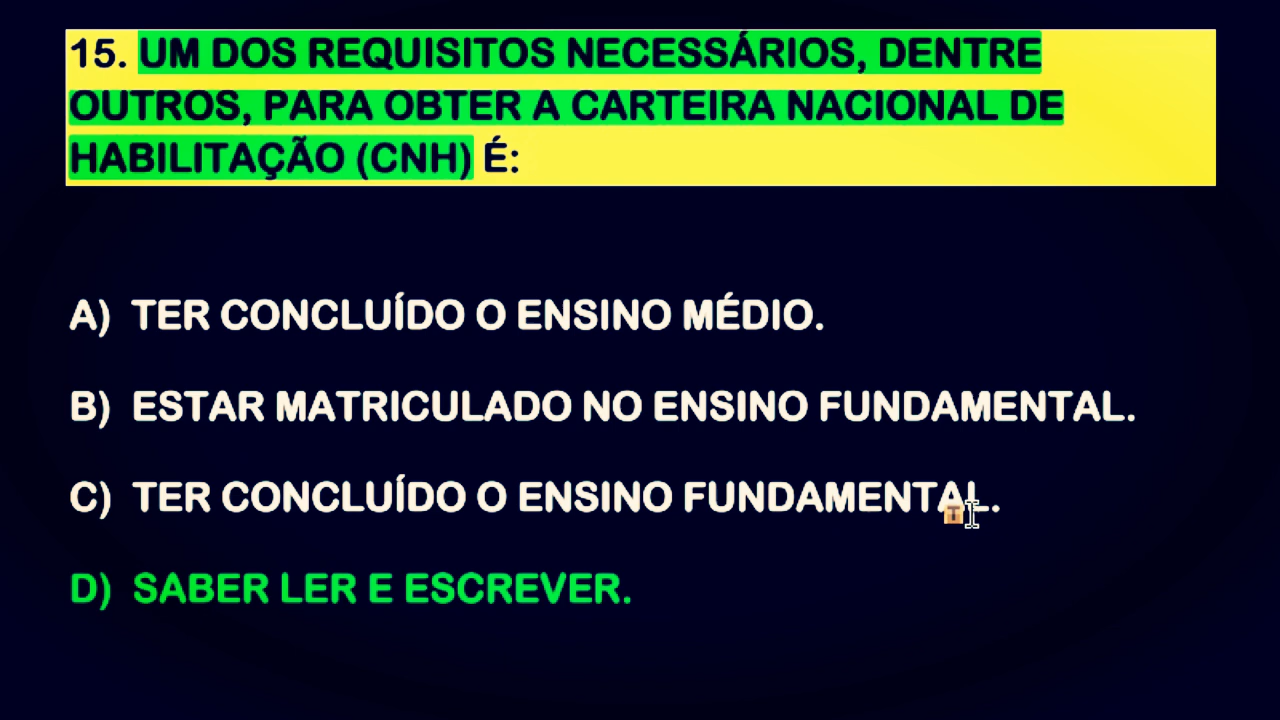 15. UM DOS REQUISITOS NECESSÁRIOS, DENTRE
OUTROS, PARA OBTER A CARTEIRA NACIONAL DE
HABILITAÇÃO (CNH) É:
A) TER CONCLUÍDO O ENSINO MÉDIO.
B) ESTAR MATRICULADO NO ENSINO FUNDAMENTAL.
C) TER CONCLUÍDO O ENSINO FUNDAMENTAL.
D) SABER LER E ESCREVER.